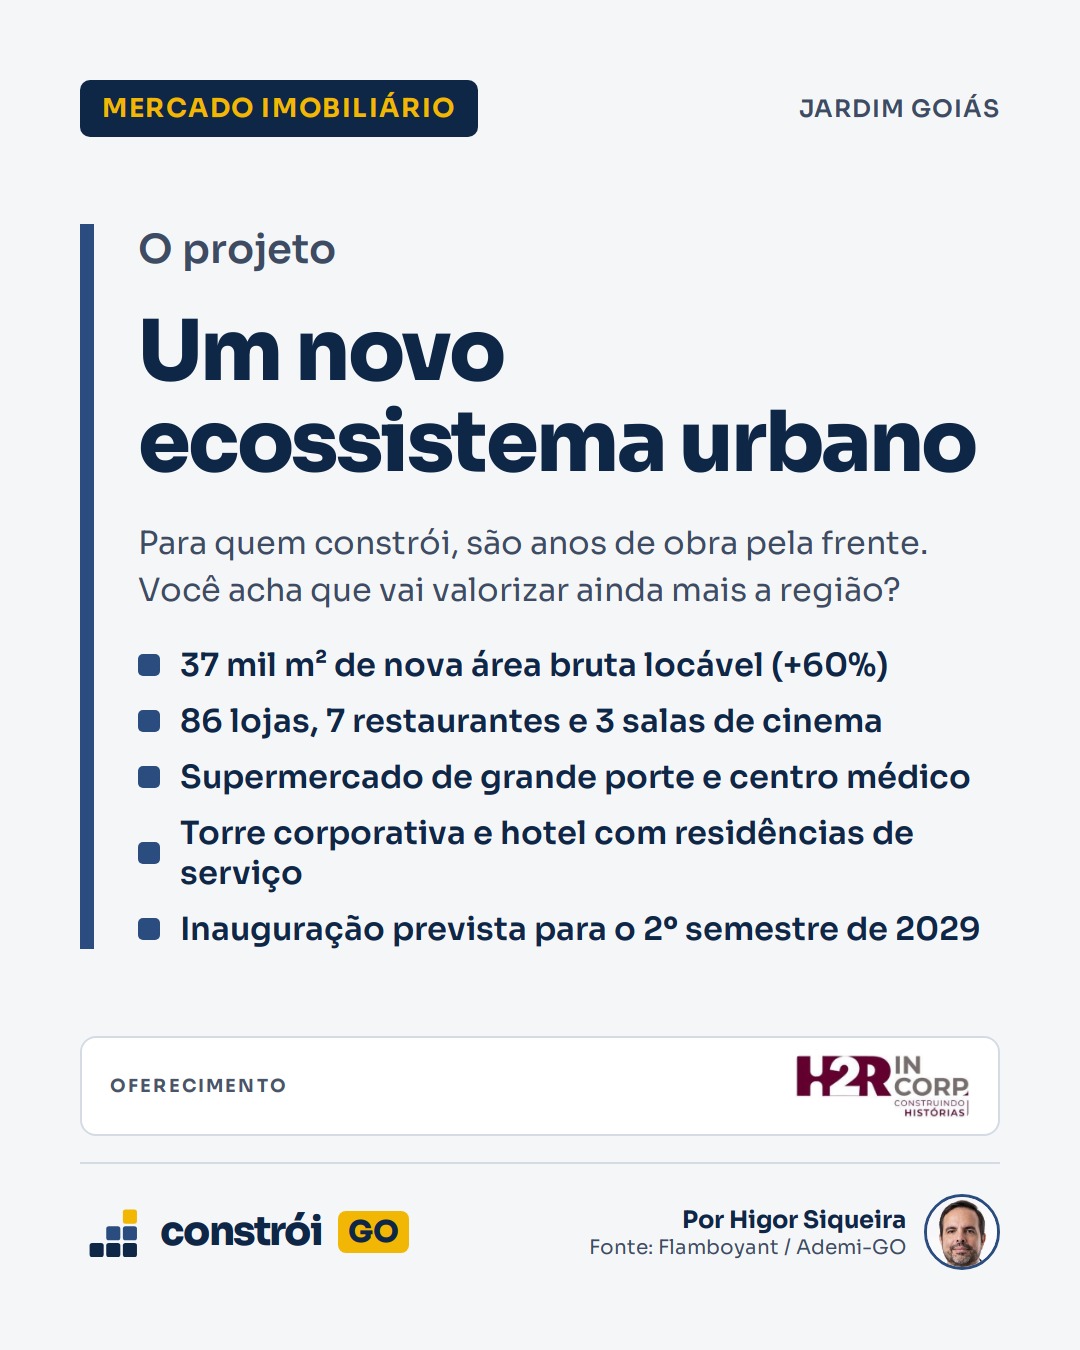 MERCADO IMOBILIÁRIO
JARDIM GOIÁS
O projeto
Um novo
ecossistema urbano
Para quem constrói, são anos de obra pela frente.
Você acha que vai valorizar ainda mais a região?
37 mil m² de nova área bruta locável (+60%)
86 lojas, 7 restaurantes e 3 salas de cinema
Supermercado de grande porte e centro médico
Torre corporativa e hotel com residências de
serviço
Inauguração prevista para o 2º semestre de 2029
OFERECIMENTO
H2R INCORP.
CONSTRUINDO
HISTÓRIAS
constrói GO
Por Higor Siqueira
Fonte: Flamboyant / Ademi-GO